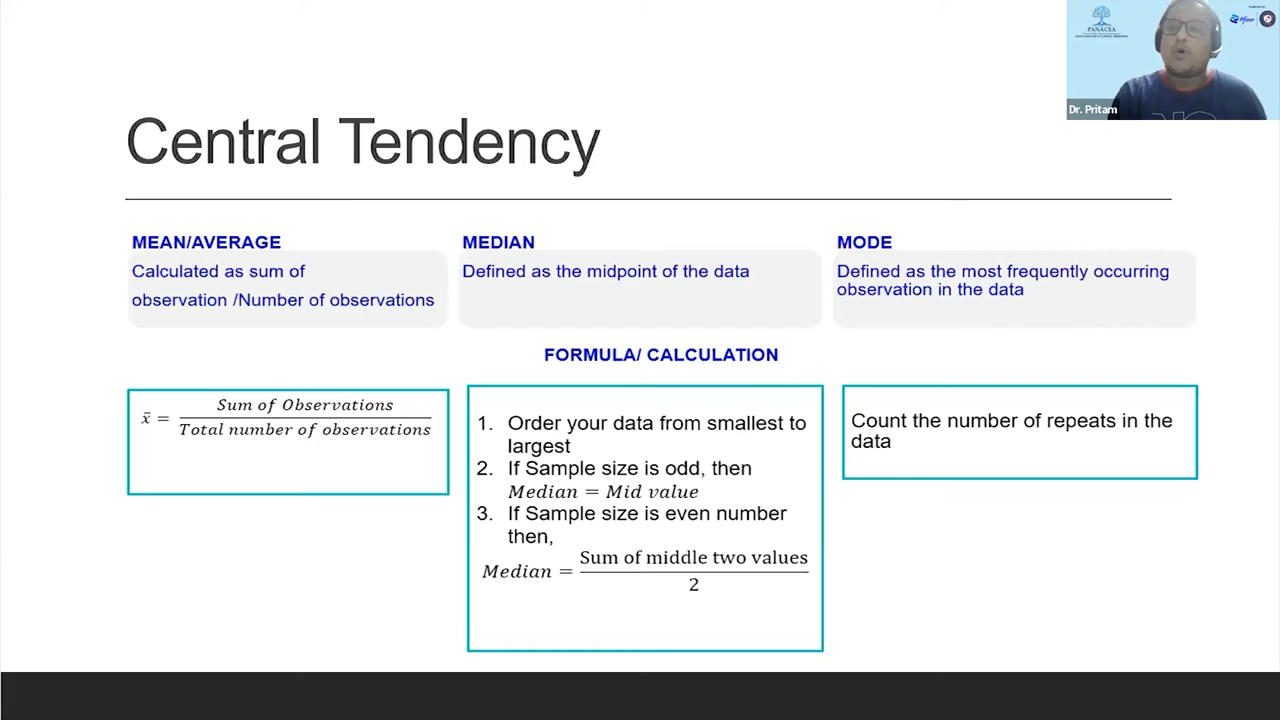 PANACEA
Pfizer
Dr. Pritam
Central Tendency
MEAN/AVERAGE
Calculated as sum of
observation /Number of observations
MEDIAN
Defined as the midpoint of the data
MODE
Defined as the most frequently occurring
observation in the data
FORMULA/ CALCULATION
x̄ = Sum of Observations
Total number of observations
1. Order your data from smallest to
largest
2. If Sample size is odd, then
Median = Mid value
3. If Sample size is even number
then,
Median = Sum of middle two values
2
Count the number of repeats in the
data